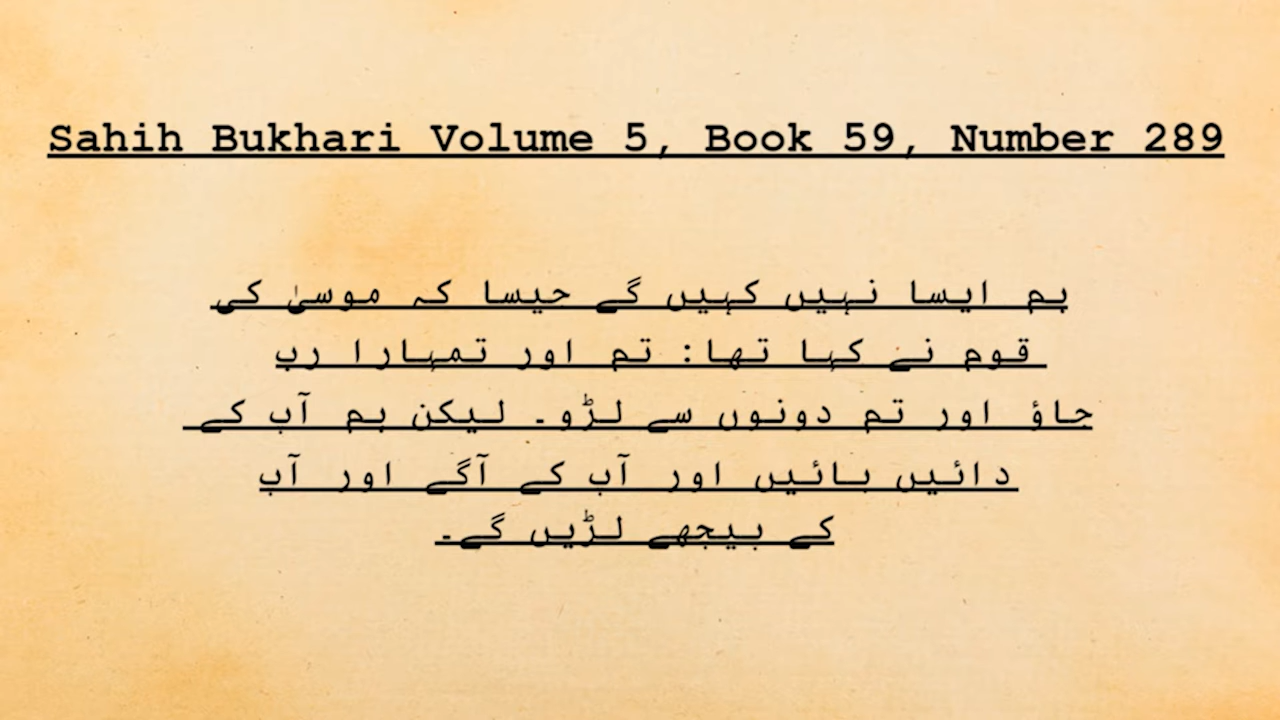 Sahih Bukhari Volume 5, Book 59, Number 289
ہم ایسا نہیں کہیں گے جیسا کہ موسیٰ کی
قوم نے کہا تھا: تم اور تمہارا رب
جاؤ اور تم دونوں سے لڑو۔ لیکن ہم آپ کے
دائیں بائیں اور آپ کے آگے اور آپ
کے پیچھے لڑیں گے۔